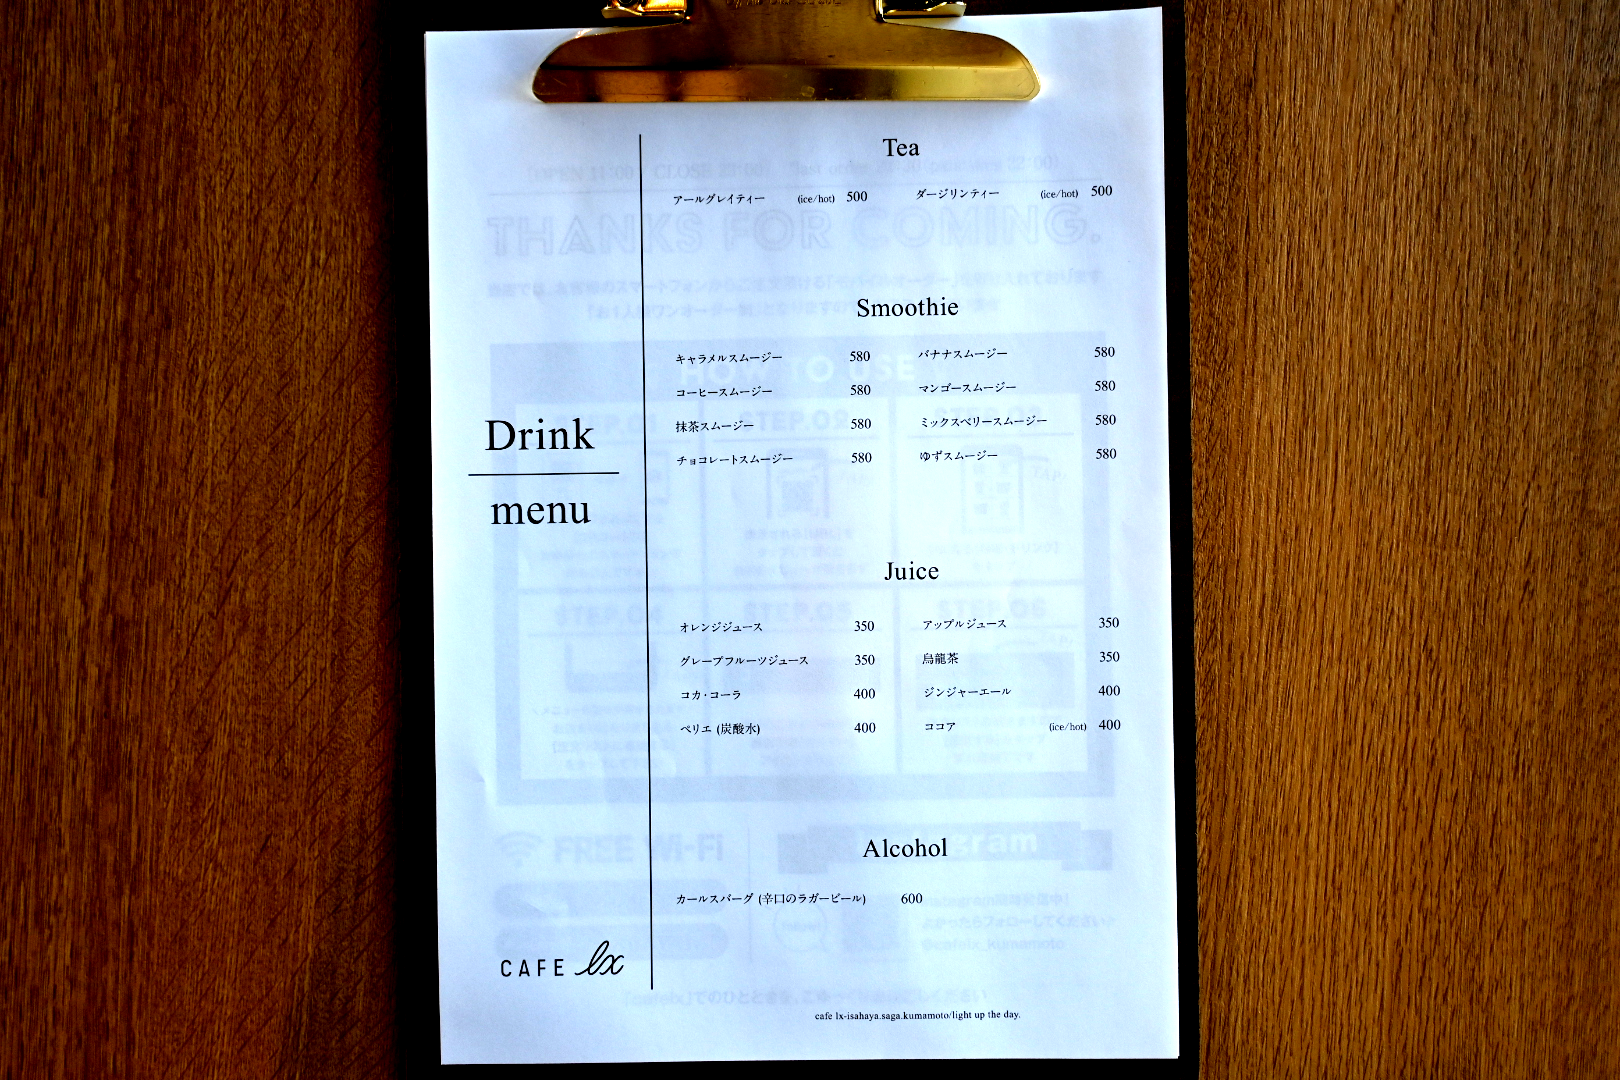 Tea
アールグレイティー (ice/hot) 500 ダージリンティー (ice/hot) 500
THANKS FOR COMING.
Smoothie
キャラメルスムージー 580 バナナスムージー 580
HOW TO USE
コーヒースムージー 580 マンゴースムージー 580
抹茶スムージー 580 ミックスベリースムージー 580
チョコレートスムージー 580 ゆずスムージー 580
Drink
menu
Juice
オレンジジュース 350 アップルジュース 350
グレープフルーツジュース 350 烏龍茶 350
コカ・コーラ 400 ジンジャーエール 400
ペリエ (炭酸水) 400 ココア (ice/hot) 400
FREE Wi-Fi
Alcohol
カールスバーグ (辛口のラガービール) 600
CAFE lx
cafe lx-isahaya.saga.kumamoto/light up the day.